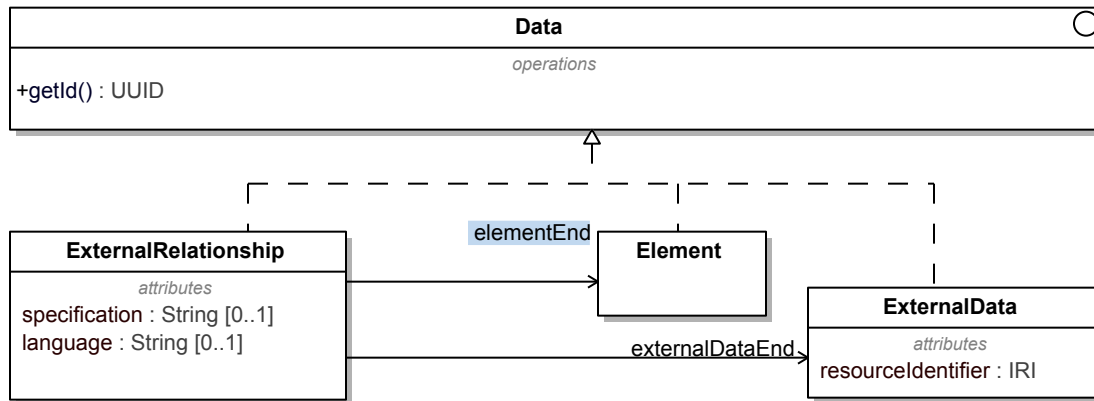 Data
operations
+getId() : UUID
elementEnd
ExternalRelationship
attributes
specification : String [0..1]
language : String [0..1]
Element
externalDataEnd
ExternalData
attributes
resourceIdentifier : IRI